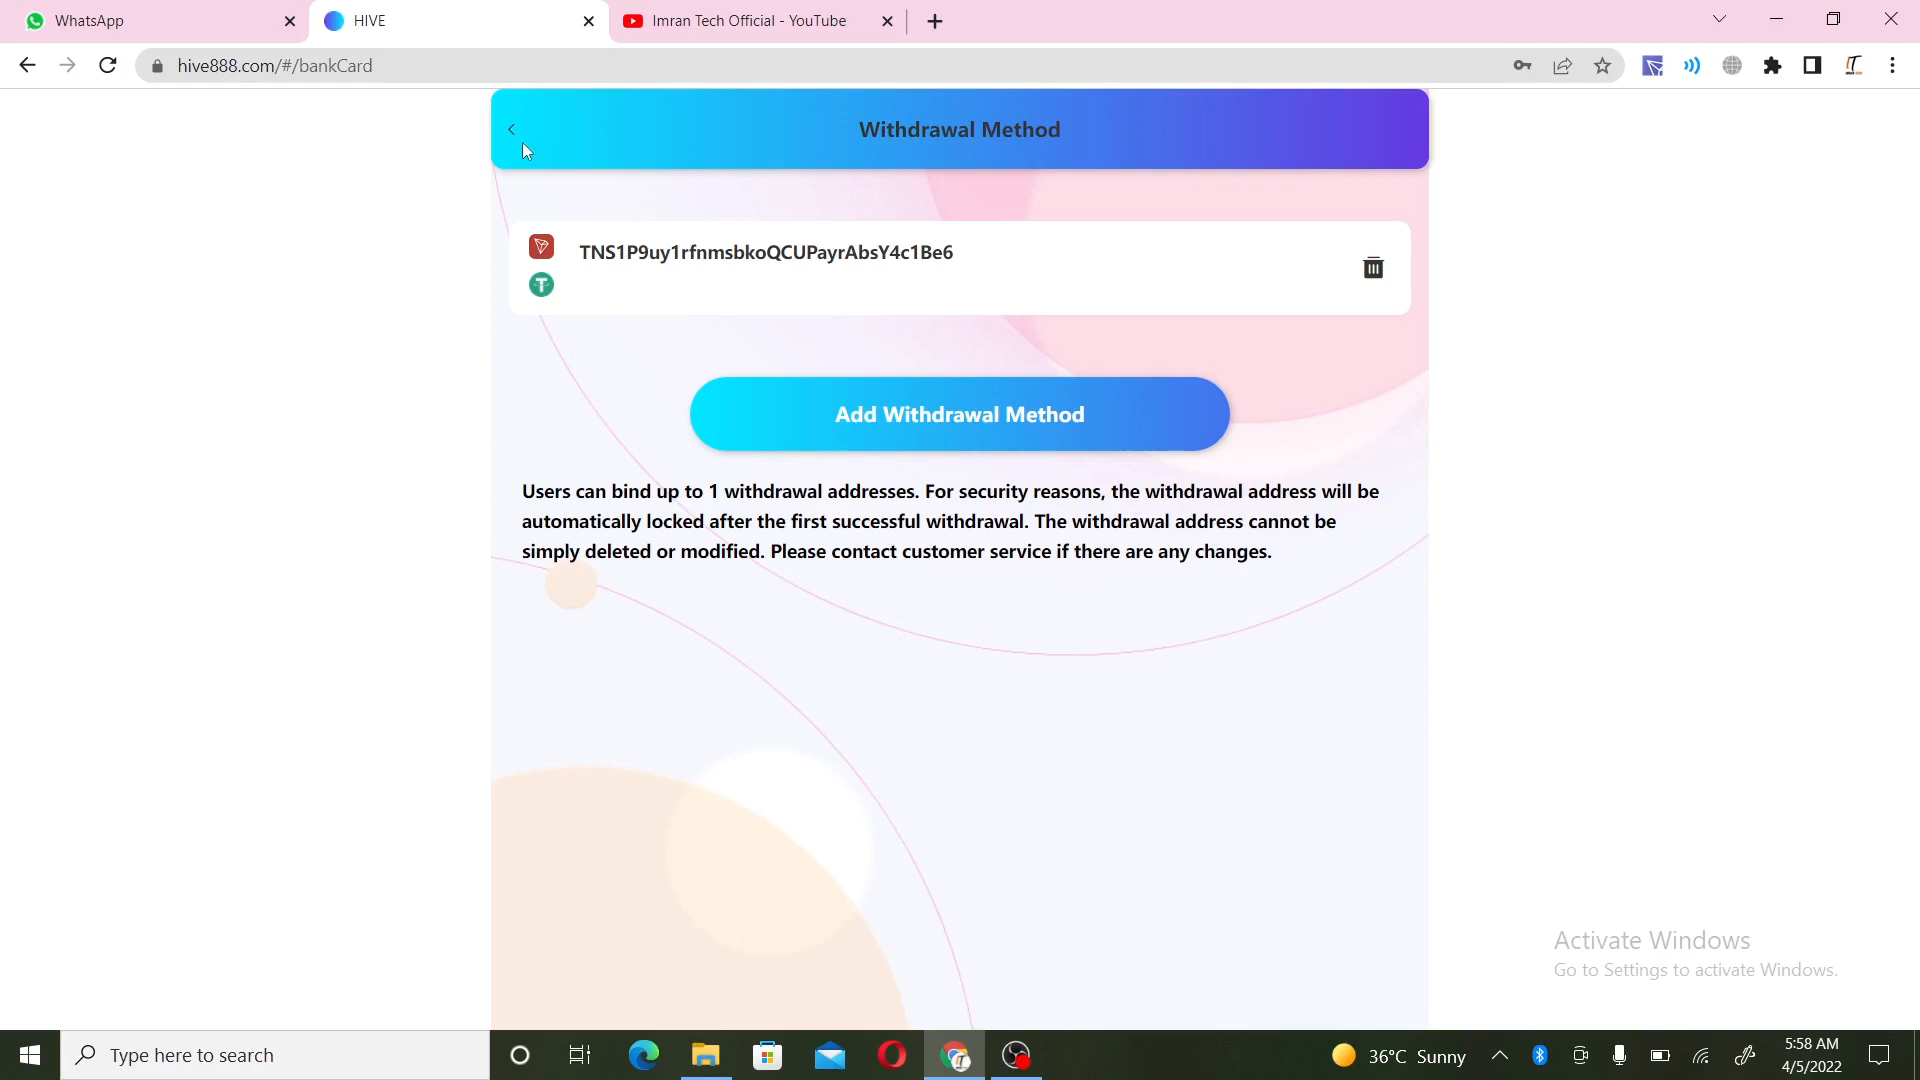 WhatsApp
HIVE
Imran Tech Official - YouTube
hive888.com/#/bankCard
Withdrawal Method
TNS1P9uy1rfnmsbkoQCUPayrAbsY4c1Be6
Add Withdrawal Method
Users can bind up to 1 withdrawal addresses. For security reasons, the withdrawal address will be
automatically locked after the first successful withdrawal. The withdrawal address cannot be
simply deleted or modified. Please contact customer service if there are any changes.
Activate Windows
Go to Settings to activate Windows.
Type here to search
36°C Sunny
5:58 AM
4/5/2022